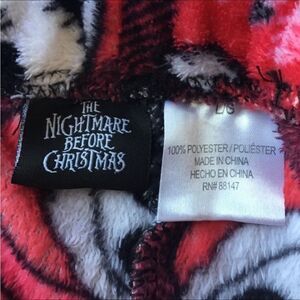 THE
NIGHTMARE
BEFORE
CHRISTMAS
L/G
100% POLYESTER / POLIÉSTER
MADE IN CHINA
HECHO EN CHINA
RN# 88147